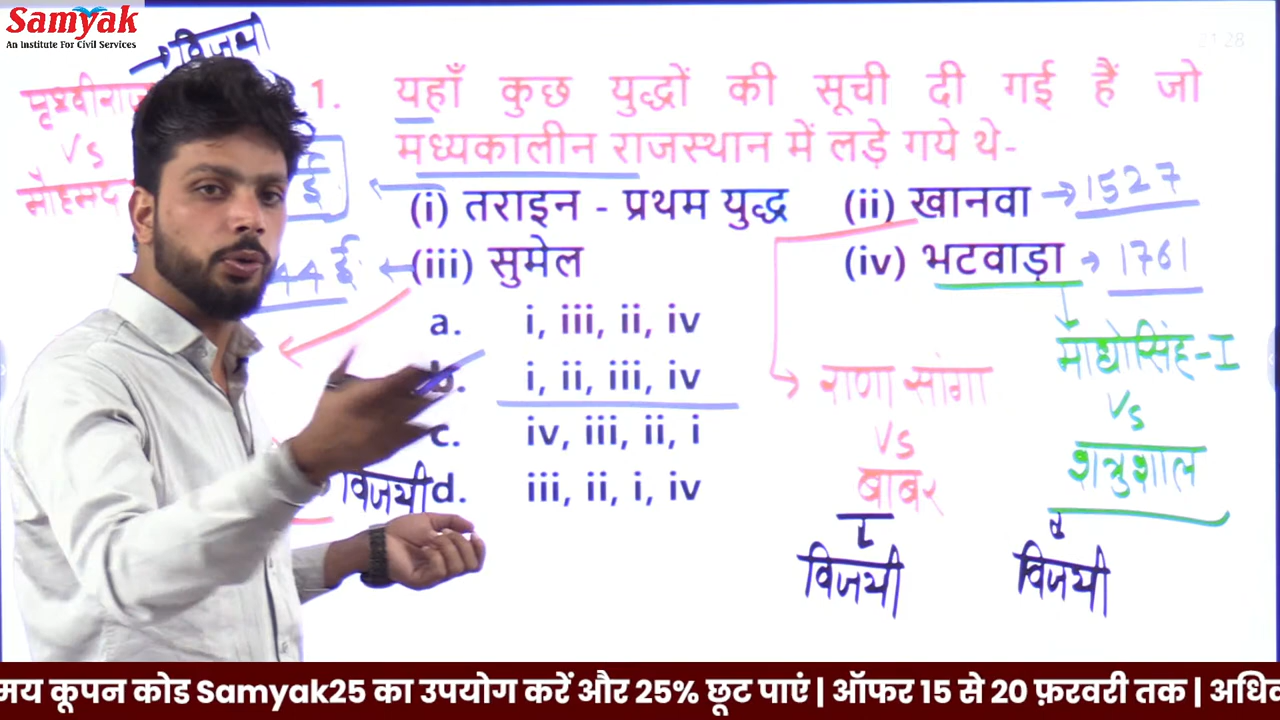 Samyak
An Institute For Civil Services
21:28
→विजयी
पृथ्वीराज
Vs
1. यहाँ कुछ युद्धों की सूची दी गई हैं जो
मध्यकालीन राजस्थान में लड़े गये थे-
(i) तराइन - प्रथम युद्ध (ii) खानवा → 1527
(iii) सुमेल (iv) भटवाड़ा → 1761
44 ई
a. i, iii, ii, iv
b. i, ii, iii, iv
c. iv, iii, ii, i
d. iii, ii, i, iv
विजयी
राणा सांगा
Vs
बाबर
विजयी
माधोसिंह-I
Vs
शत्रुशाल
विजयी
मय कूपन कोड Samyak25 का उपयोग करें और 25% छूट पाएं | ऑफर 15 से 20 फ़रवरी तक |